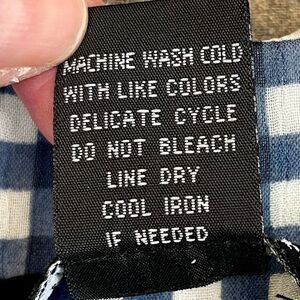 MACHINE WASH COLD
WITH LIKE COLORS
DELICATE CYCLE
DO NOT BLEACH
LINE DRY
COOL IRON
IF NEEDED